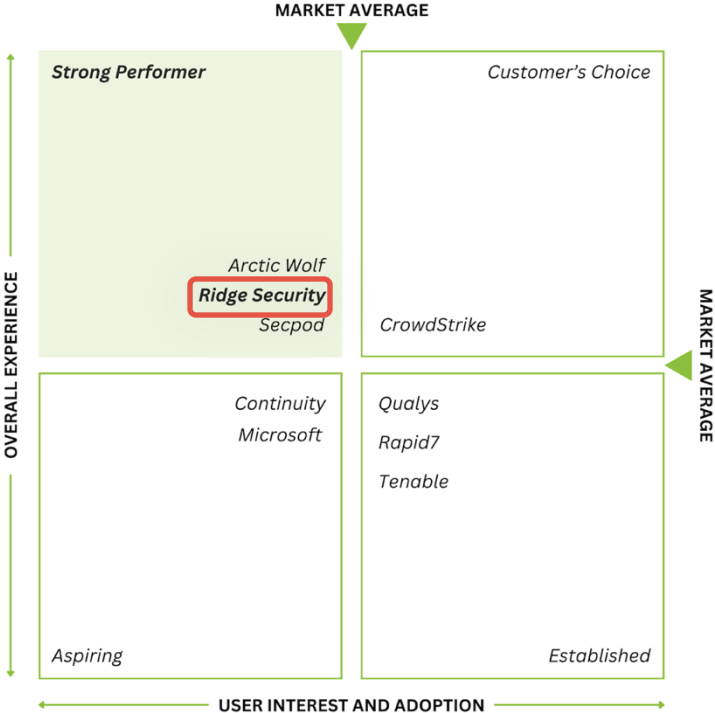 MARKET AVERAGE
Strong Performer
Customer's Choice
Arctic Wolf
Ridge Security
Secpod
CrowdStrike
OVERALL EXPERIENCE
MARKET AVERAGE
Continuity
Microsoft
Qualys
Rapid7
Tenable
Aspiring
Established
USER INTEREST AND ADOPTION